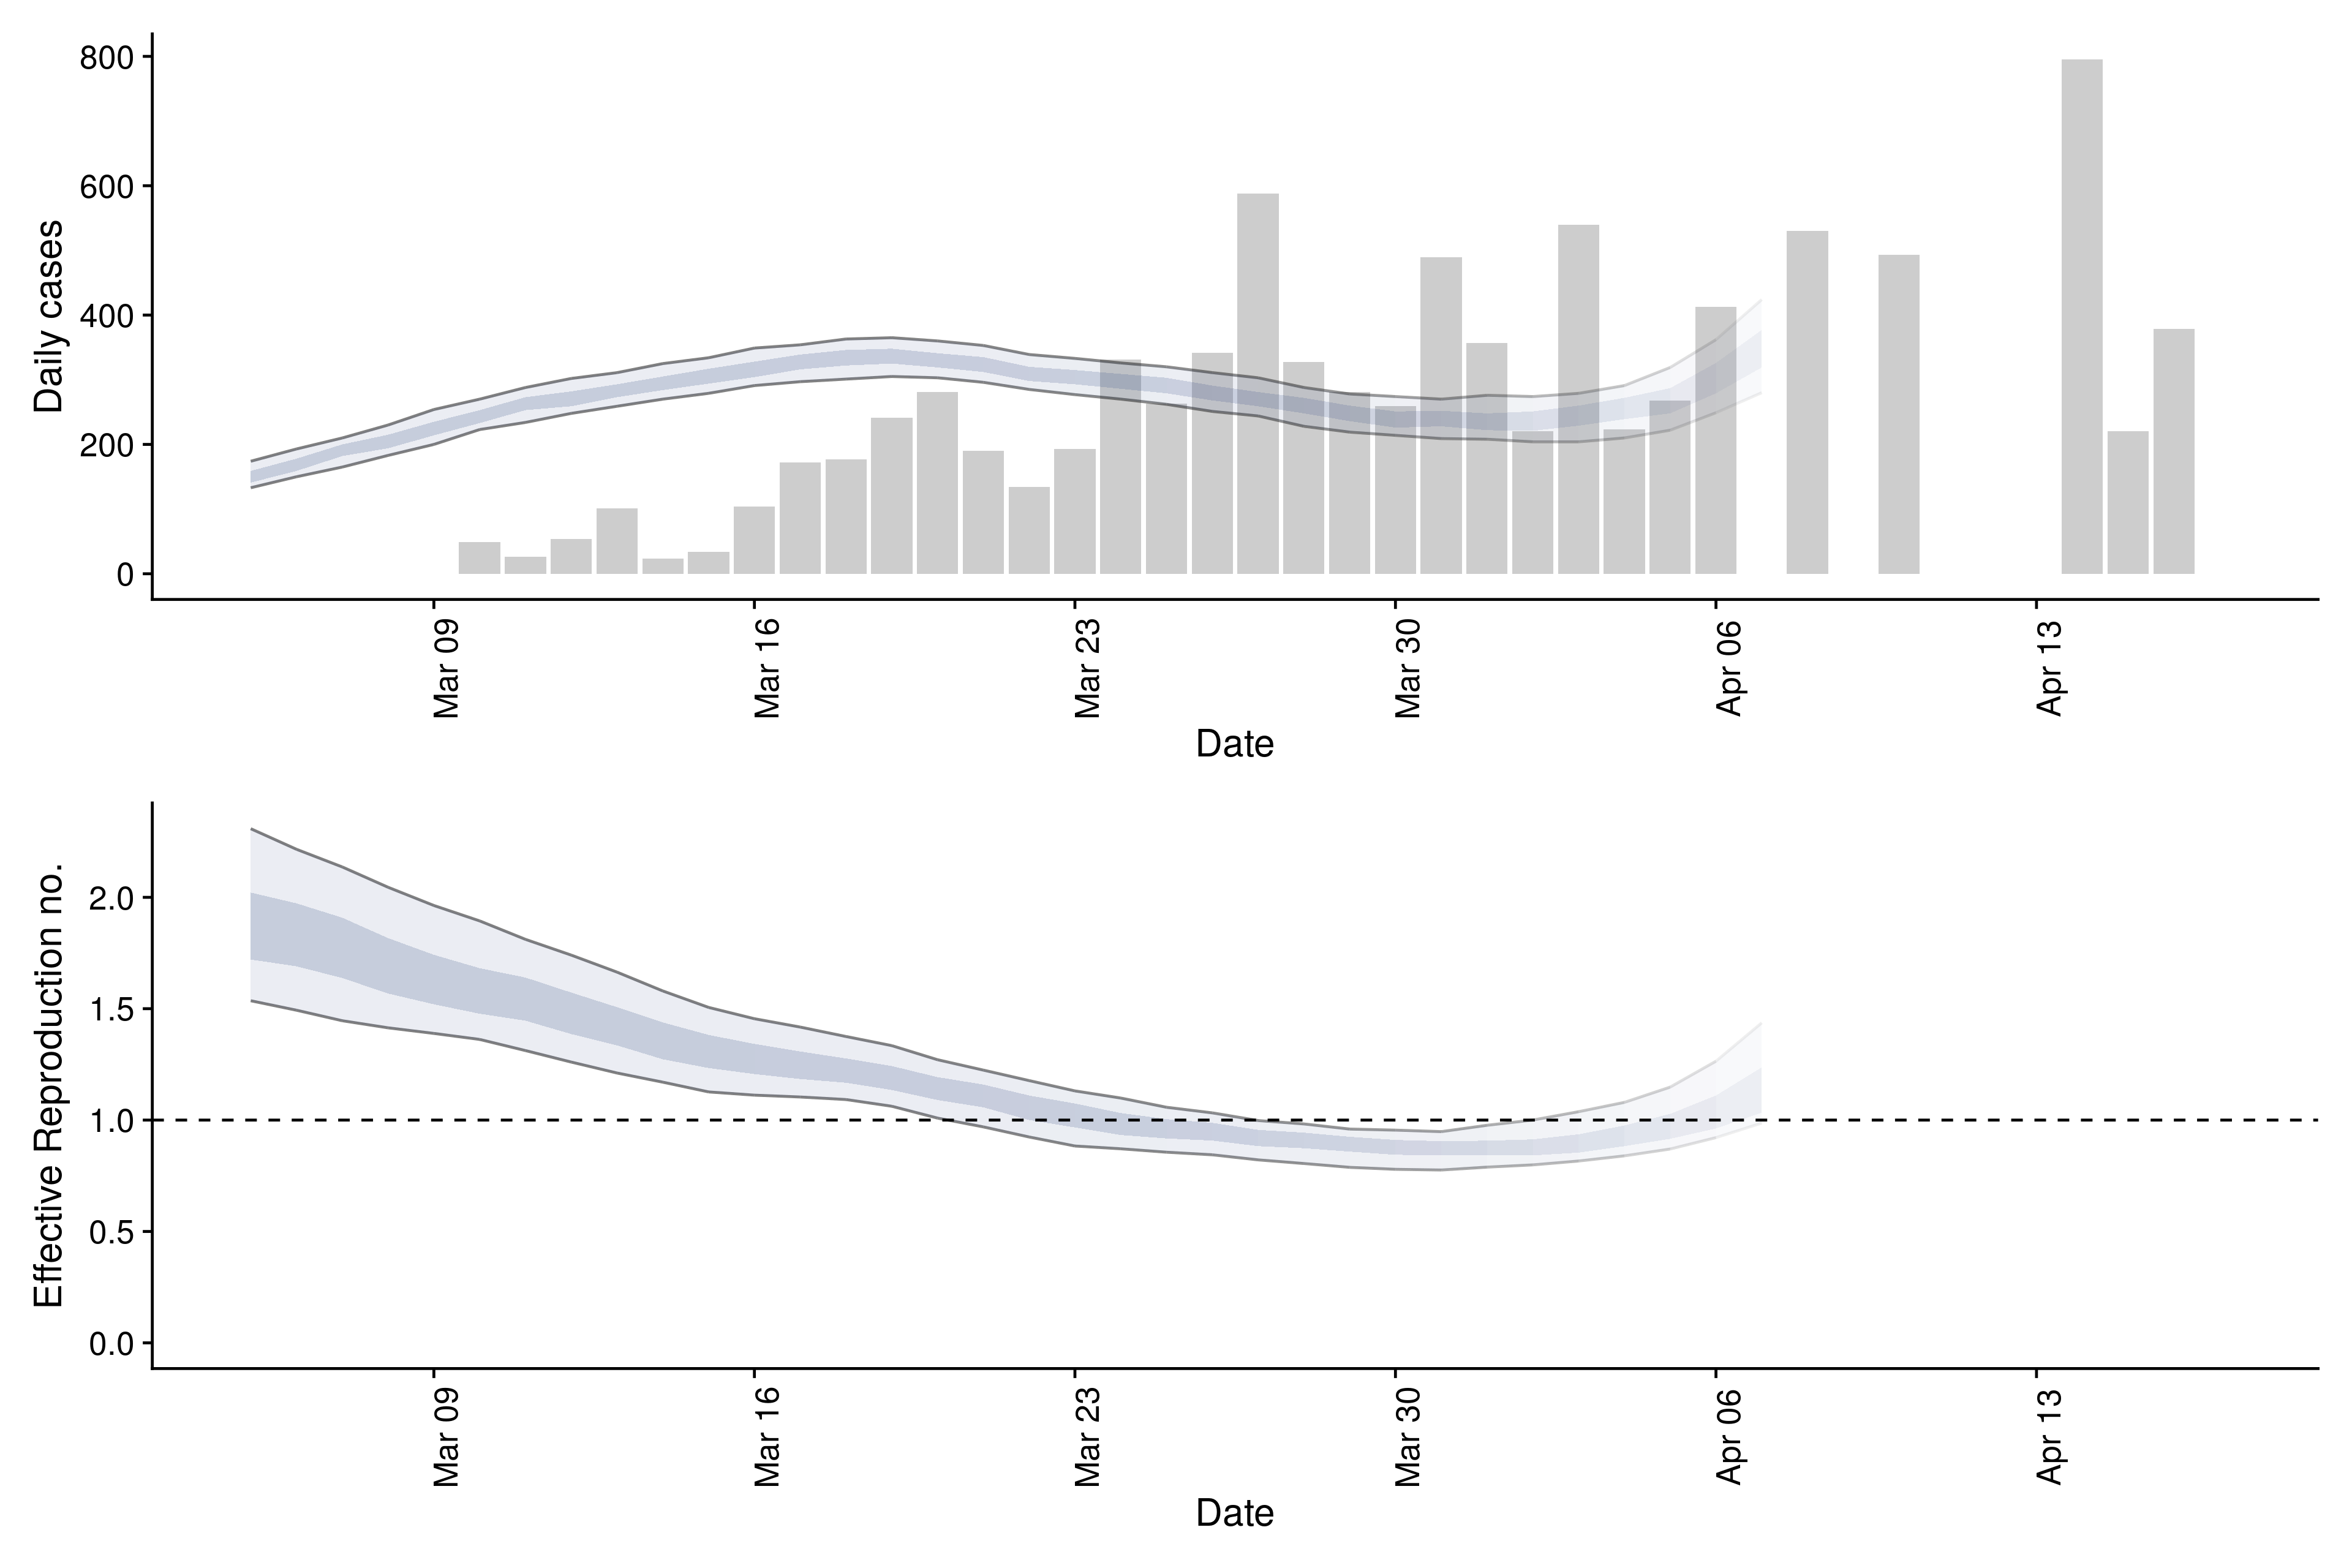 Daily cases
800
600
400
200
0
Mar 09
Mar 16
Mar 23
Mar 30
Apr 06
Apr 13
Date
Effective Reproduction no.
2.0
1.5
1.0
0.5
0.0
Mar 09
Mar 16
Mar 23
Mar 30
Apr 06
Apr 13
Date